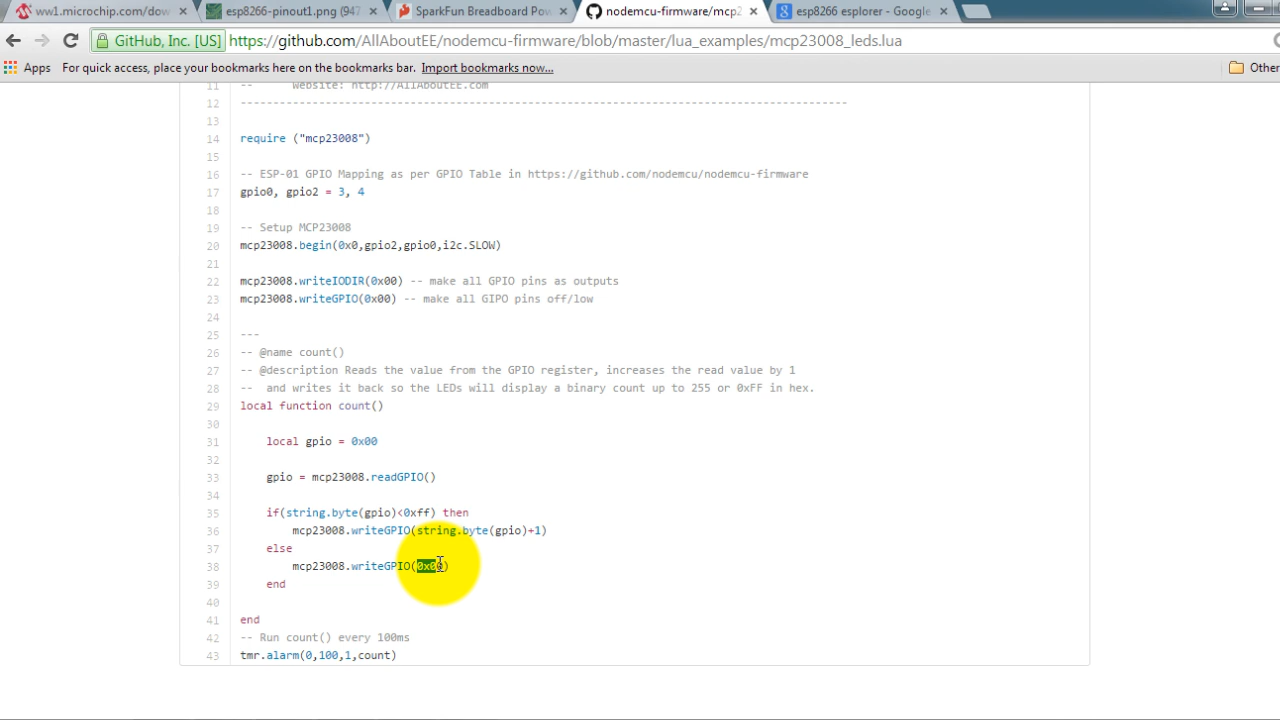 ww1.microchip.com/dow
esp8266-pinout1.png (947
SparkFun Breadboard Pow
nodemcu-firmware/mcp2
esp8266 esplorer - Google
GitHub, Inc. [US]
https://github.com/AllAboutEE/nodemcu-firmware/blob/master/lua_examples/mcp23008_leds.lua
Apps
For quick access, place your bookmarks here on the bookmarks bar. Import bookmarks now...
Other
11 -- Website: http://AllAboutEE.com
12 ---------------------------------------------------------------------------------------------
13
14 require ("mcp23008")
15
16 -- ESP-01 GPIO Mapping as per GPIO Table in https://github.com/nodemcu/nodemcu-firmware
17 gpio0, gpio2 = 3, 4
18
19 -- Setup MCP23008
20 mcp23008.begin(0x0,gpio2,gpio0,i2c.SLOW)
21
22 mcp23008.writeIODIR(0x00) -- make all GPIO pins as outputs
23 mcp23008.writeGPIO(0x00) -- make all GIPO pins off/low
24
25 ---
26 -- @name count()
27 -- @description Reads the value from the GPIO register, increases the read value by 1
28 -- and writes it back so the LEDs will display a binary count up to 255 or 0xFF in hex.
29 local function count()
30
31 local gpio = 0x00
32
33 gpio = mcp23008.readGPIO()
34
35 if(string.byte(gpio)<0xff) then
36 mcp23008.writeGPIO(string.byte(gpio)+1)
37 else
38 mcp23008.writeGPIO(0x00)
39 end
40
41 end
42 -- Run count() every 100ms
43 tmr.alarm(0,100,1,count)